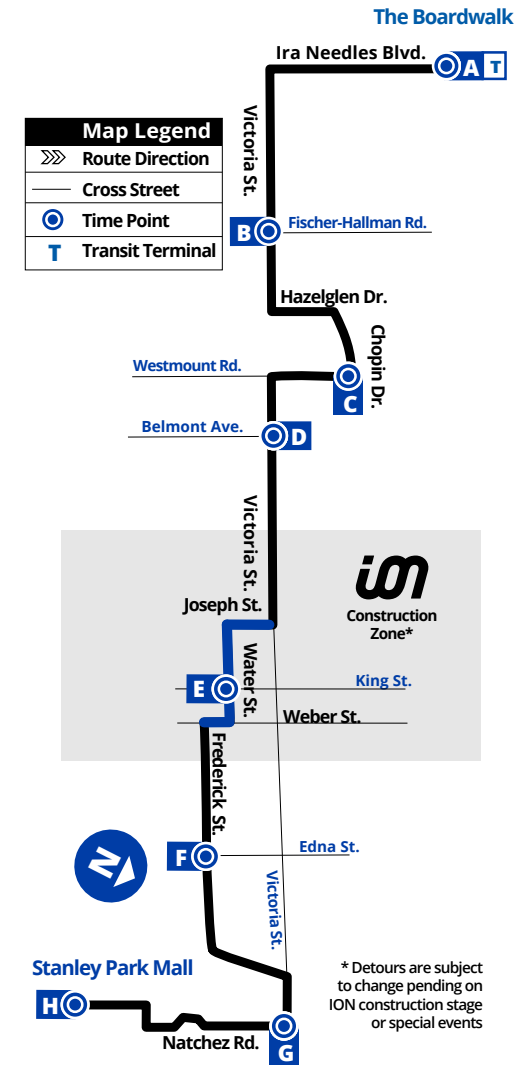 The Boardwalk
Ira Needles Blvd.
A T
Map Legend
Route Direction
Cross Street
Time Point
T Transit Terminal
Victoria St.
B
Fischer-Hallman Rd.
Hazelglen Dr.
Chopin Dr.
Westmount Rd.
C
Belmont Ave.
D
Victoria St.
ion
Construction
Zone*
Joseph St.
Water St.
E
King St.
Weber St.
Frederick St.
N
F
Edna St.
Victoria St.
Stanley Park Mall
H
Natchez Rd.
G
* Detours are subject
to change pending on
ION construction stage
or special events